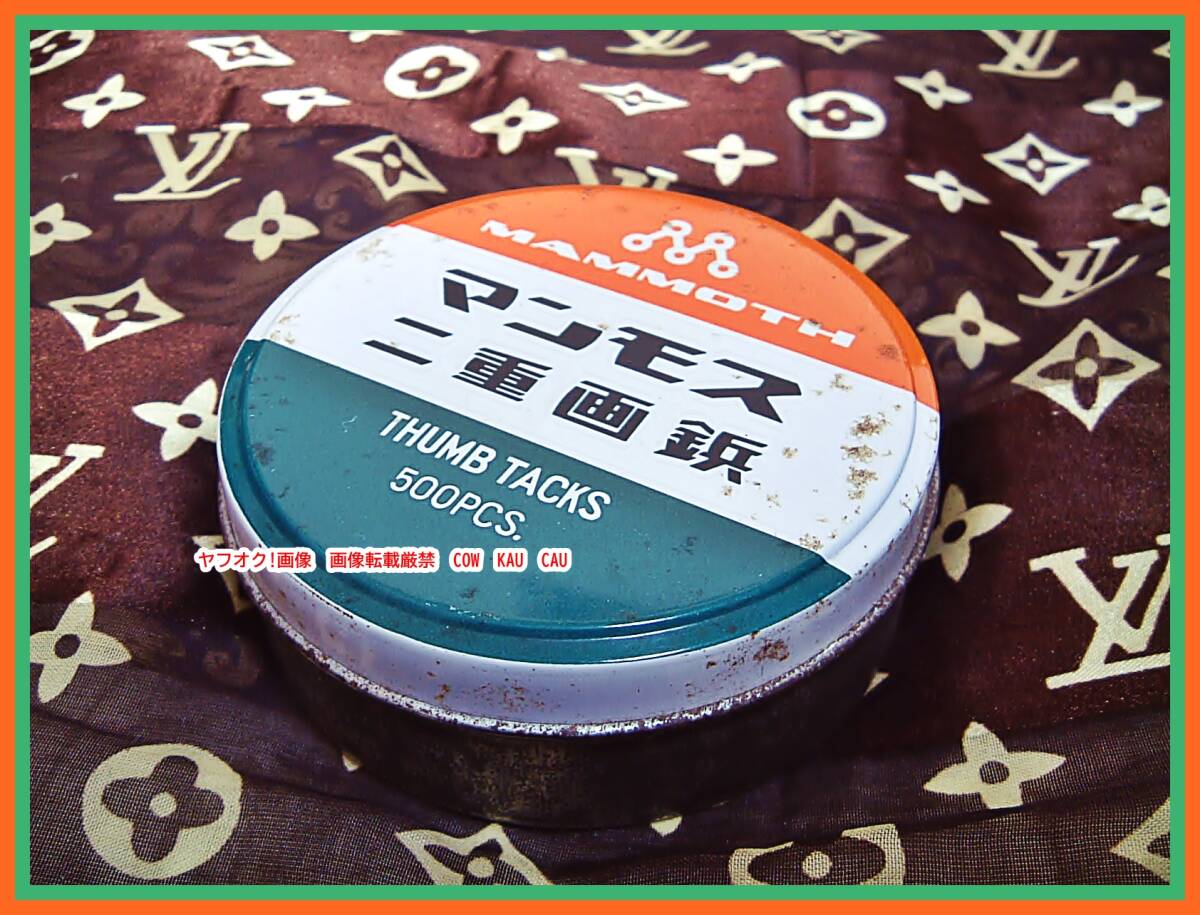 MAMMOTH
マンモス
二重画鋲
THUMB TACKS
500PCS.
ヤフオク!画像 画像転載厳禁 COW KAU CAU